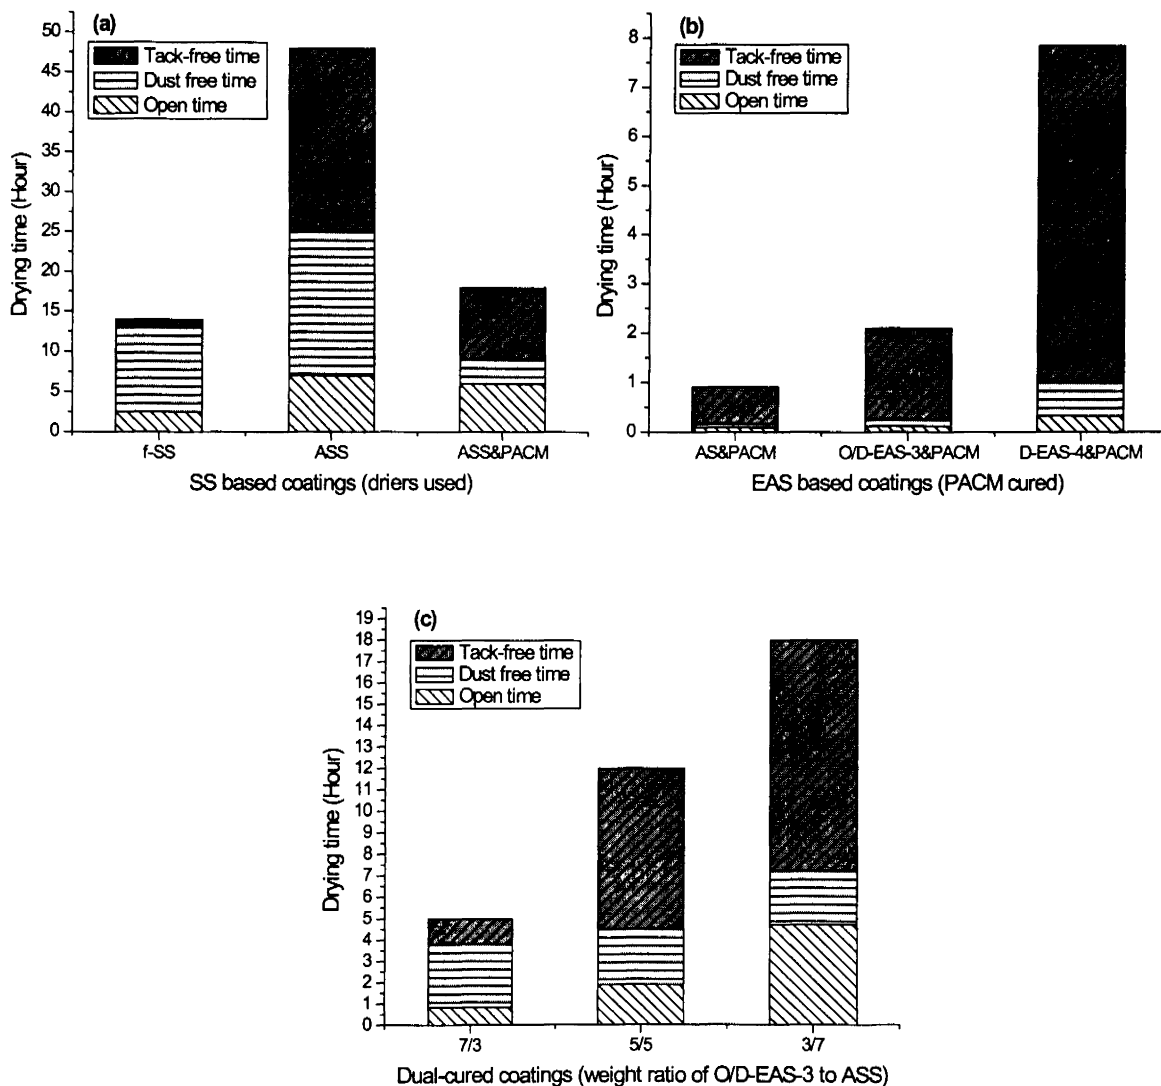 (a)
Tack-free time
Dust free time
Open time
50
45
40
35
30
25
20
15
10
5
0
Drying time (Hour)
f-SS ASS ASS&PACM
SS based coatings (driers used)
(b)
Tack-free time
Dust free time
Open time
8
7
6
5
4
3
2
1
0
Drying time (Hour)
AS&PACM O/D-EAS-3&PACM D-EAS-4&PACM
EAS based coatings (PACM cured)
(c)
Tack-free time
Dust free time
Open time
19
18
17
16
15
14
13
12
11
10
9
8
7
6
5
4
3
2
1
0
Drying time (Hour)
7/3 5/5 3/7
Dual-cured coatings (weight ratio of O/D-EAS-3 to ASS)